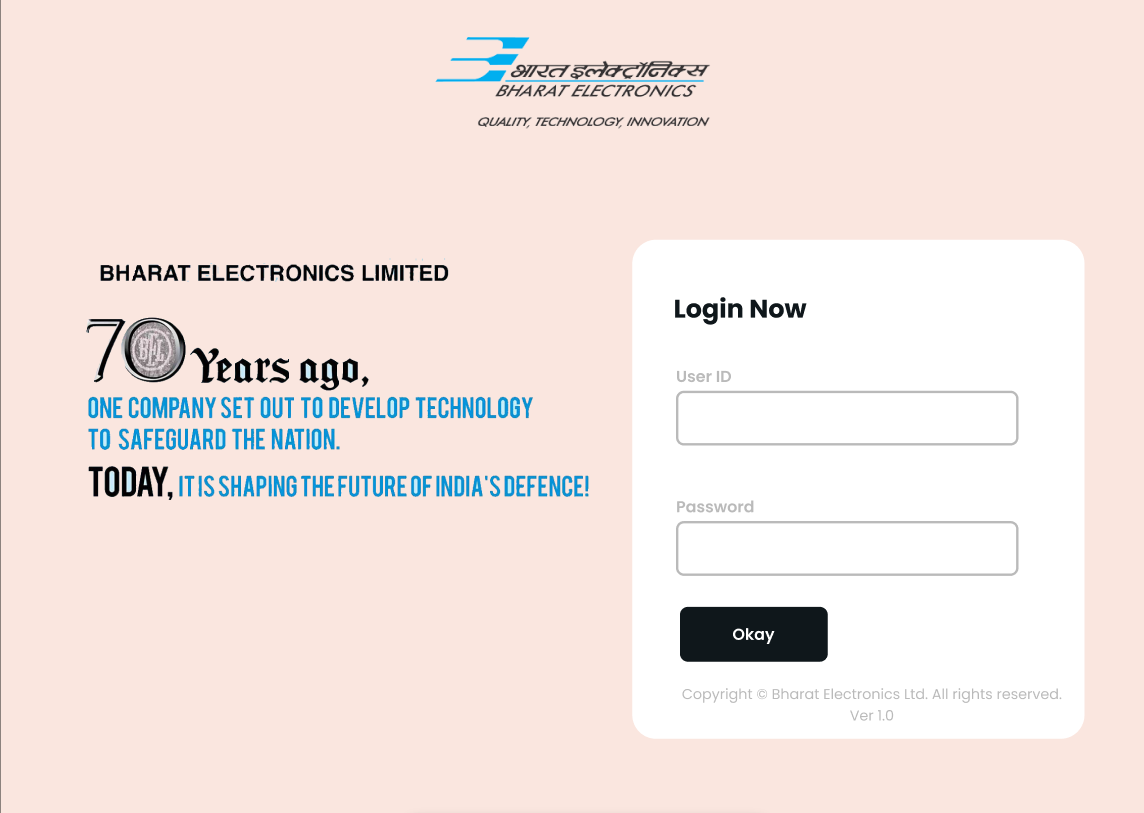 भारत इलेक्ट्रॉनिक्स
BHARAT ELECTRONICS
QUALITY, TECHNOLOGY, INNOVATION
BHARAT ELECTRONICS LIMITED
70 Years ago,
BEL
ONE COMPANY SET OUT TO DEVELOP TECHNOLOGY
TO SAFEGUARD THE NATION.
TODAY, IT IS SHAPING THE FUTURE OF INDIA'S DEFENCE!
Login Now
User ID
Password
Okay
Copyright © Bharat Electronics Ltd. All rights reserved.
Ver 1.0